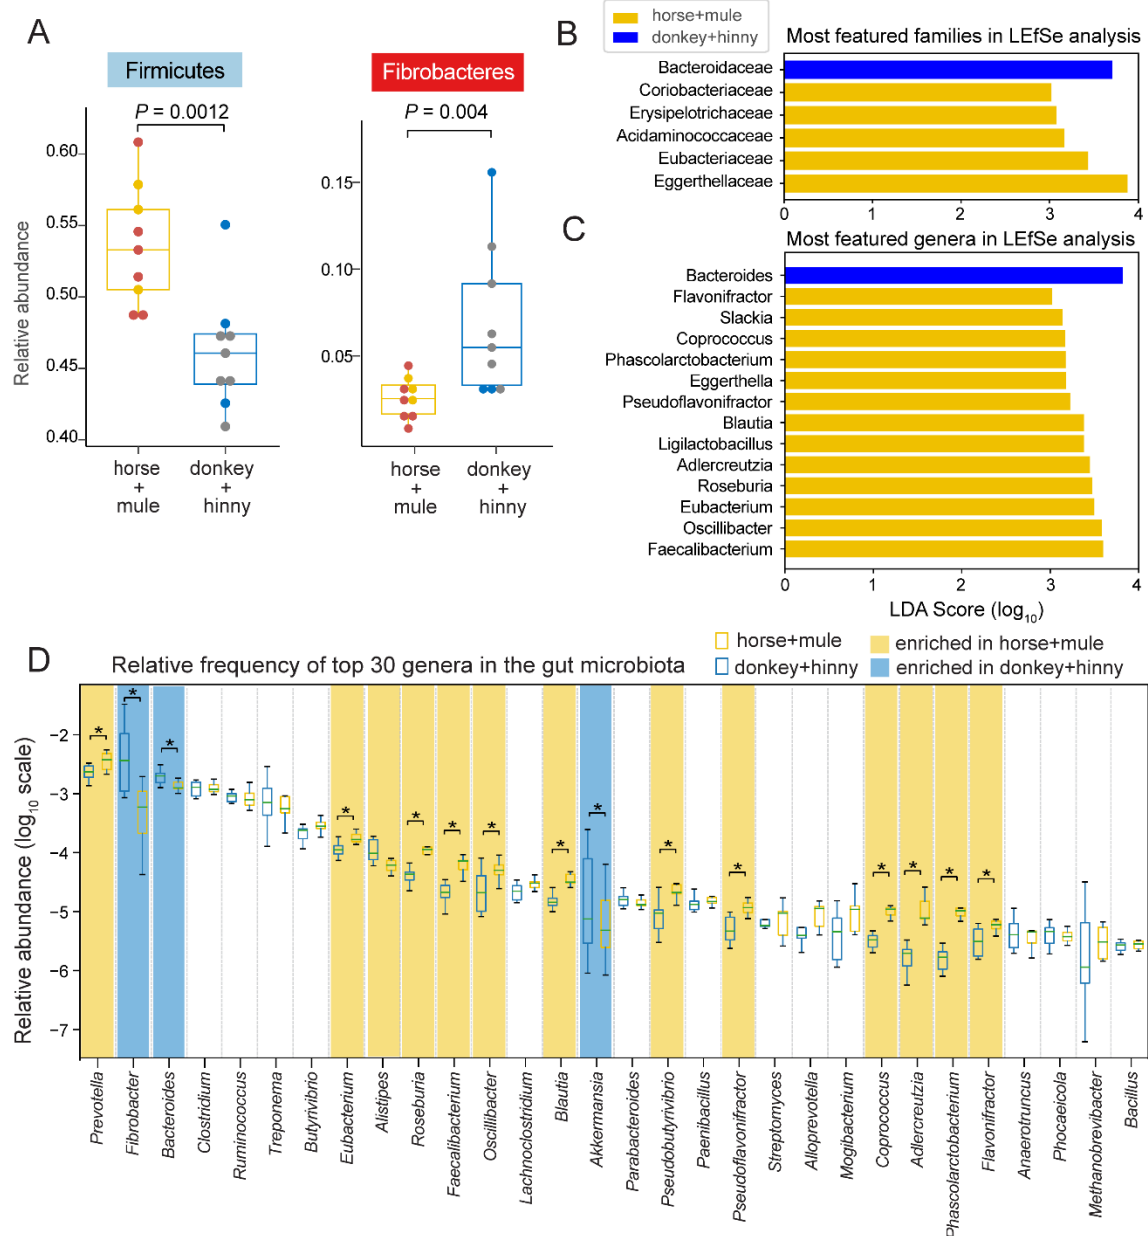 A
Firmicutes
Fibrobacteres
P = 0.0012
P = 0.004
Relative abundance
0.60
0.55
0.50
0.45
0.40
0.15
0.10
0.05
horse
+
mule
donkey
+
hinny
horse
+
mule
donkey
+
hinny
B
horse+mule
donkey+hinny
Most featured families in LEfSe analysis
Bacteroidaceae
Coriobacteriaceae
Erysipelotrichaceae
Acidaminococcaceae
Eubacteriaceae
Eggerthellaceae
0 1 2 3 4
C
Most featured genera in LEfSe analysis
Bacteroides
Flavonifractor
Slackia
Coprococcus
Phascolarctobacterium
Eggerthella
Pseudoflavonifractor
Blautia
Ligilactobacillus
Adlercreutzia
Roseburia
Eubacterium
Oscillibacter
Faecalibacterium
0 1 2 3 4
LDA Score (log10)
D
Relative frequency of top 30 genera in the gut microbiota
horse+mule
donkey+hinny
enriched in horse+mule
enriched in donkey+hinny
Relative abundance (log10 scale)
−2
−3
−4
−5
−6
−7
* * * * * * * * * * * * * * *
Prevotella
Fibrobacter
Bacteroides
Clostridium
Ruminococcus
Treponema
Butyrivibrio
Eubacterium
Alistipes
Roseburia
Faecalibacterium
Oscillibacter
Lachnoclostridium
Blautia
Akkermansia
Parabacteroides
Pseudobutyrivibrio
Paenibacillus
Pseudoflavonifractor
Streptomyces
Alloprevotella
Mogibacterium
Coprococcus
Adlercreutzia
Phascolarctobacterium
Flavonifractor
Anaerotruncus
Phocaeicola
Methanobrevibacter
Bacillus